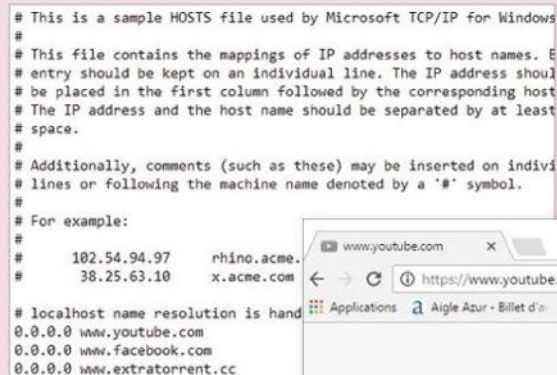 # This is a sample HOSTS file used by Microsoft TCP/IP for Windows
#
# This file contains the mappings of IP addresses to host names. E
# entry should be kept on an individual line. The IP address shoul
# be placed in the first column followed by the corresponding host
# The IP address and the host name should be separated by at least
# space.
#
# Additionally, comments (such as these) may be inserted on indivi
# lines or following the machine name denoted by a '#' symbol.
#
# For example:
#
# 102.54.94.97 rhino.acme.
# 38.25.63.10 x.acme.com
# localhost name resolution is hand
0.0.0.0 www.youtube.com
0.0.0.0 www.facebook.com
0.0.0.0 www.extratorrent.cc
www.youtube.com
https://www.youtube.
Applications Aigle Azur - Billet d'a